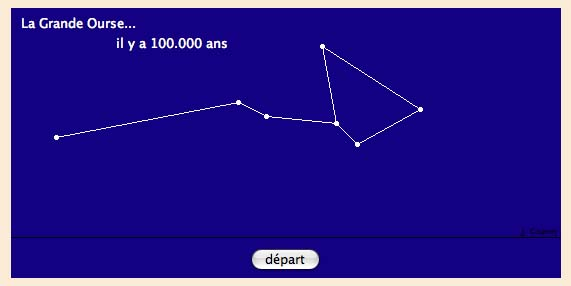 La Grande Ourse...
il y a 100.000 ans
départ